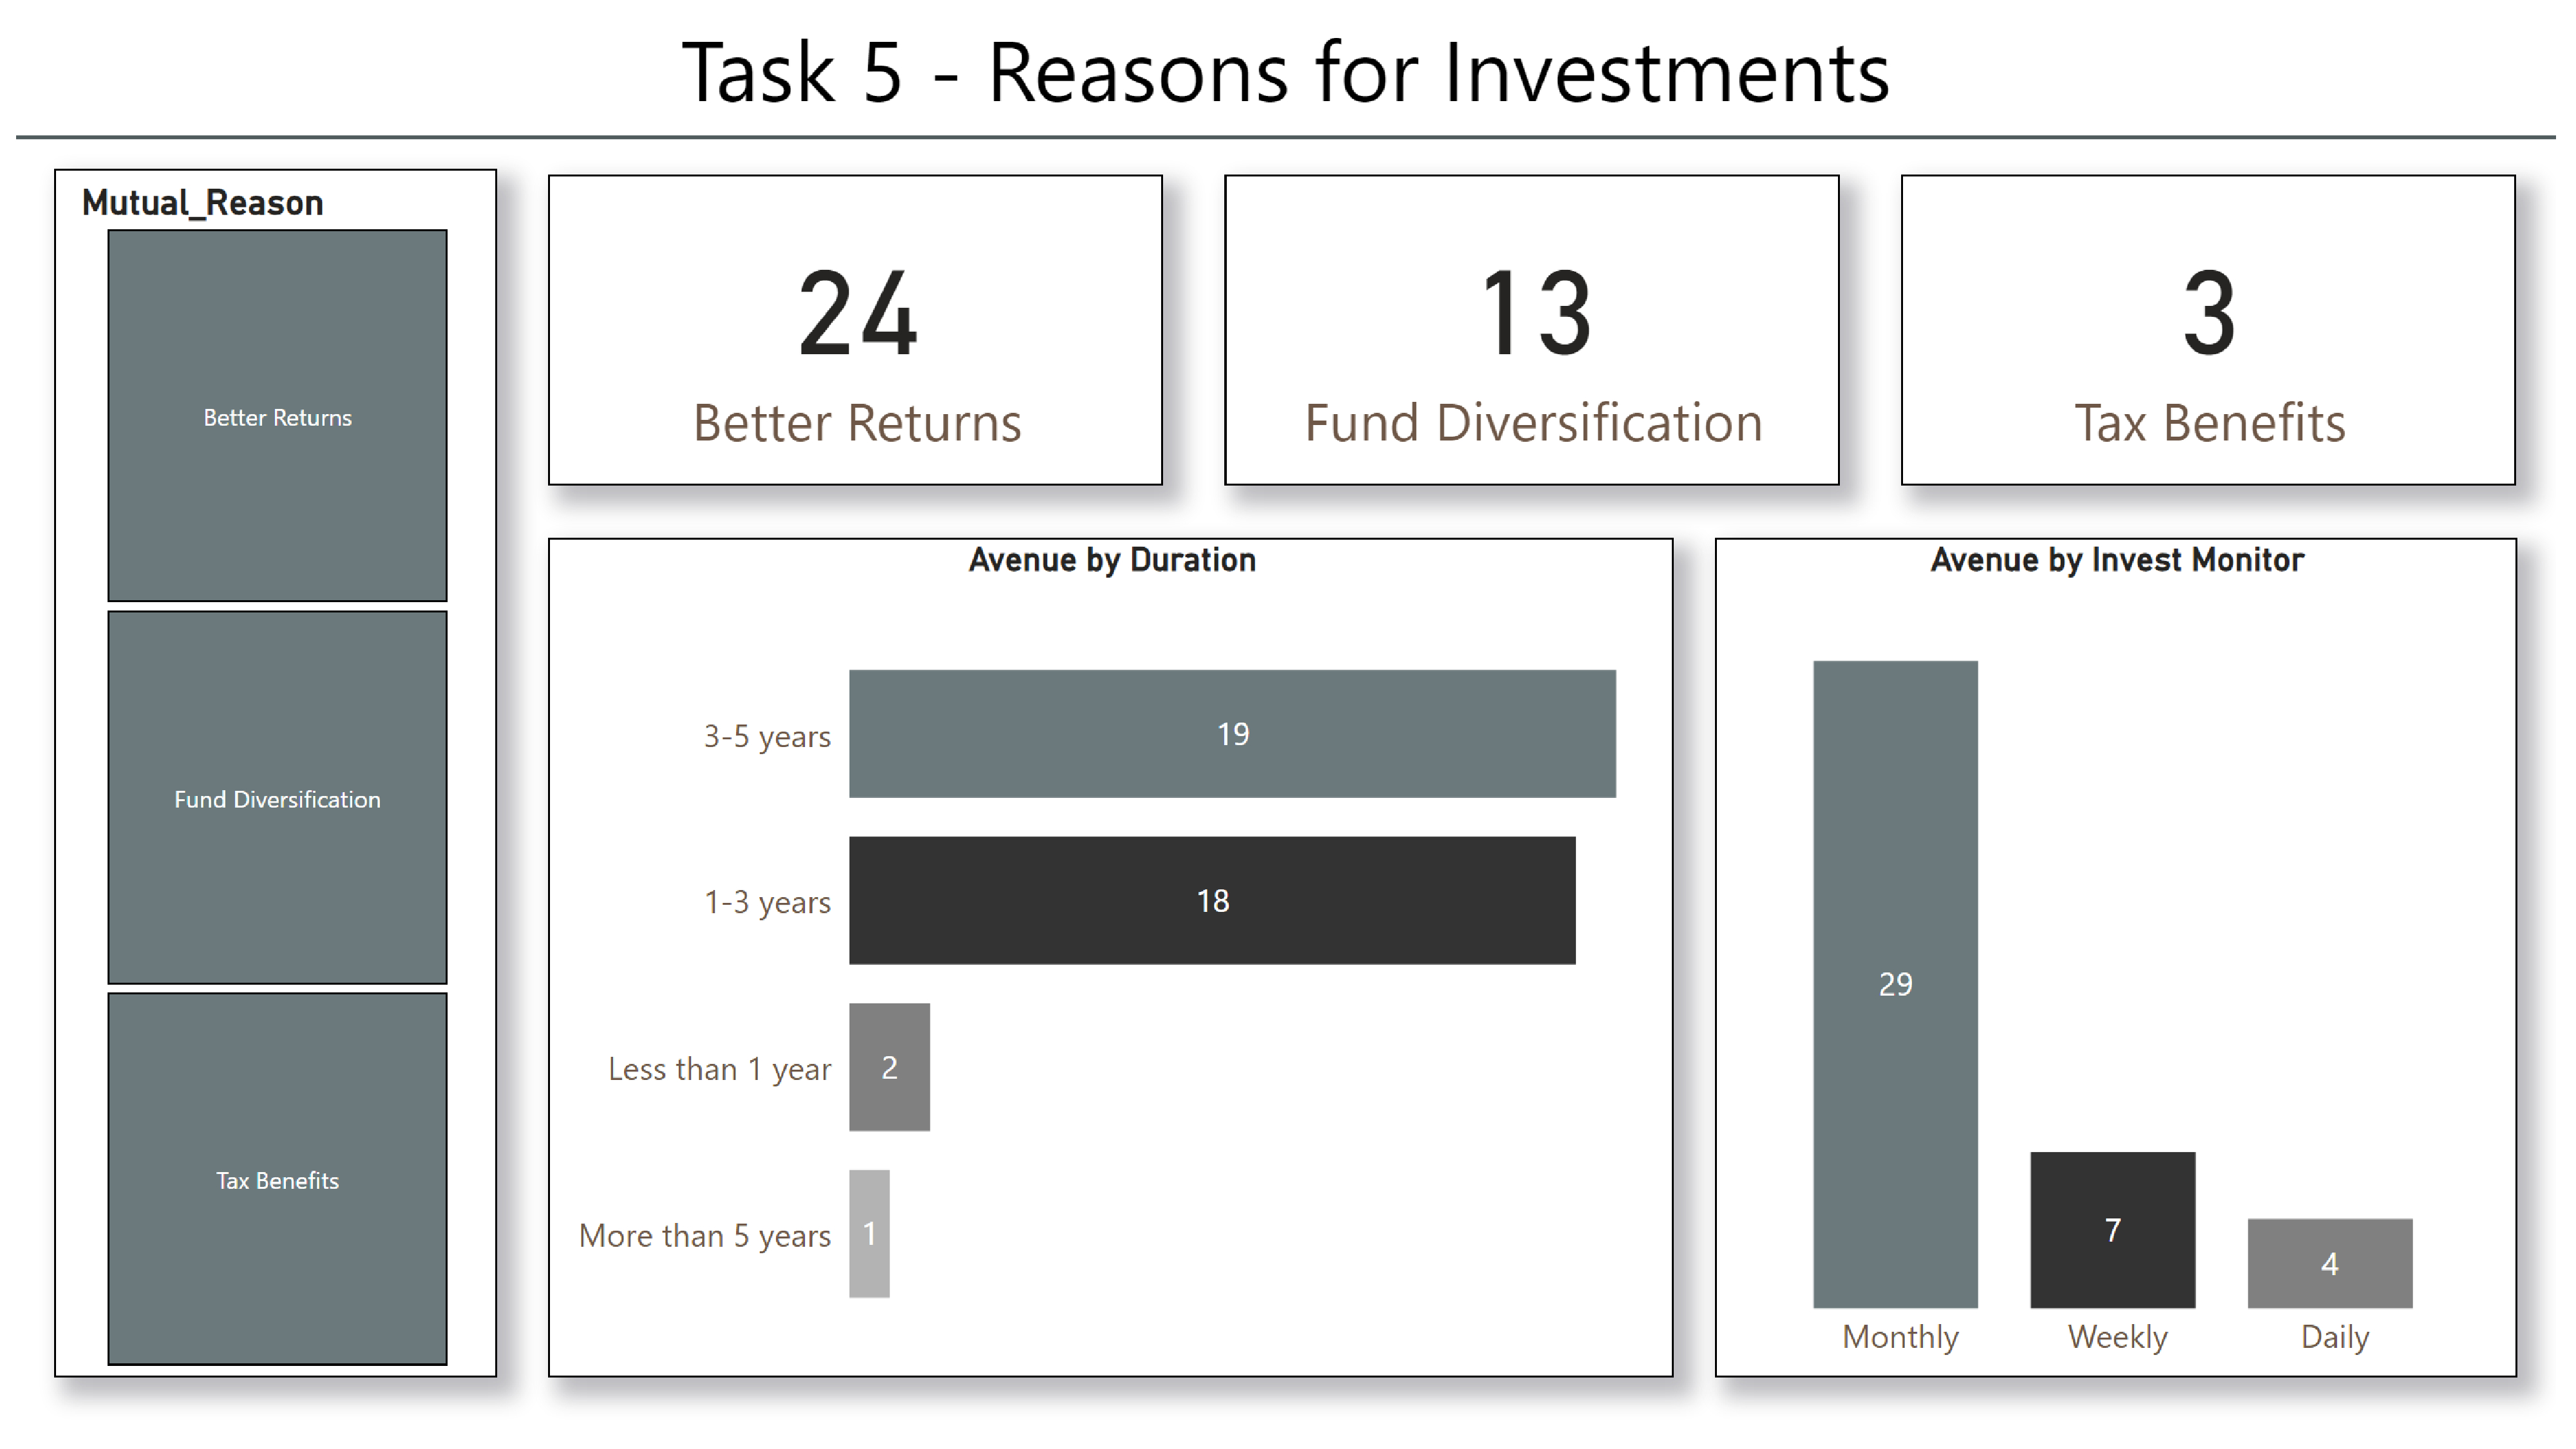 Task 5 - Reasons for Investments
Mutual_Reason
Better Returns
Fund Diversification
Tax Benefits
24
Better Returns
13
Fund Diversification
3
Tax Benefits
Avenue by Duration
3-5 years
19
1-3 years
18
Less than 1 year
2
More than 5 years
1
Avenue by Invest Monitor
29
7
4
Monthly
Weekly
Daily